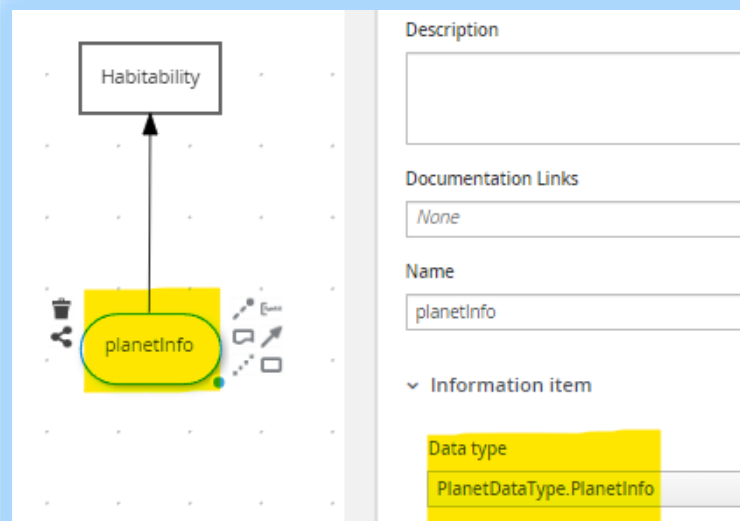 Habitability
planetInfo
Description
Documentation Links
None
Name
planetInfo
Information item
Data type
PlanetDataType.PlanetInfo